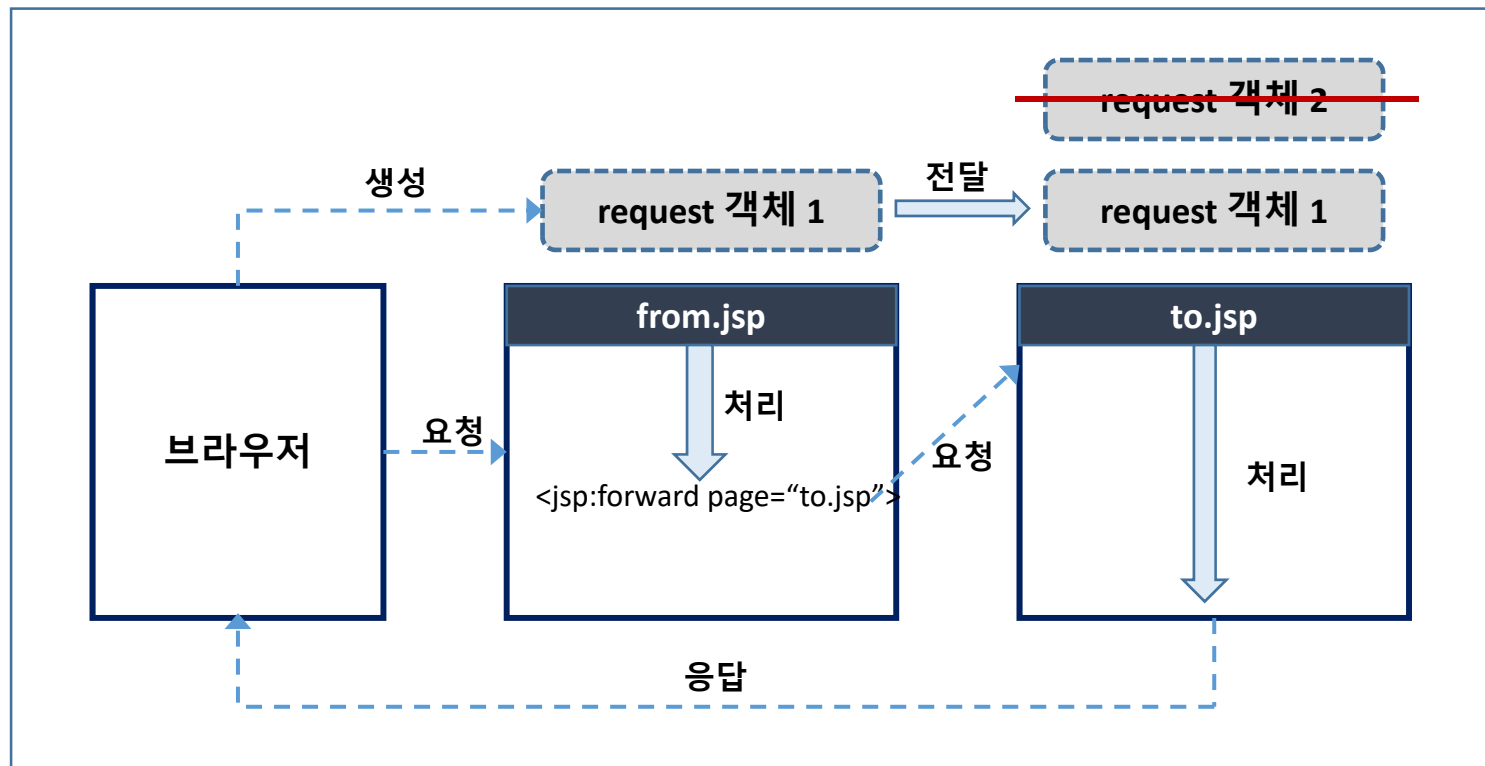 request 객체 2
생성
전달
request 객체 1
request 객체 1
from.jsp
to.jsp
브라우저
요청
처리
요청
처리
<jsp:forward page=“to.jsp”>
응답